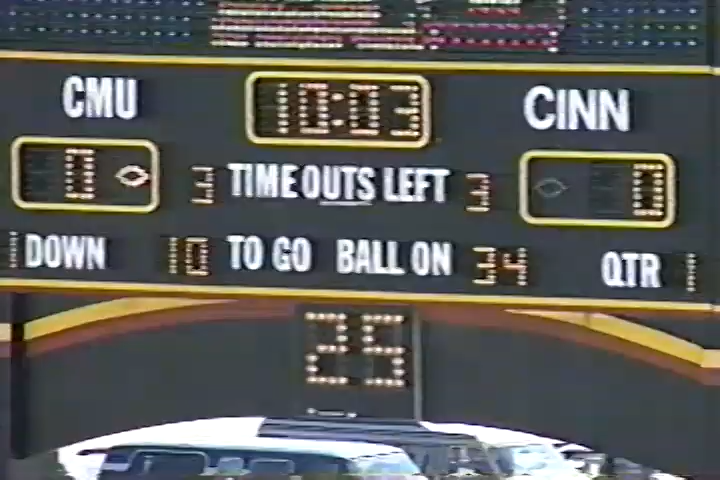 CMU 10:03 CINN
0 3 TIME OUTS LEFT 3 0
1 DOWN 10 TO GO BALL ON 34 QTR 1
25